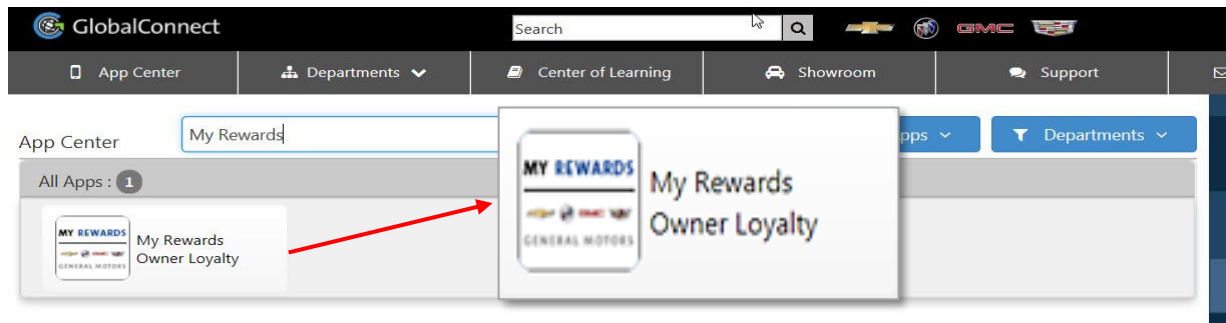 GlobalConnect
Search
GMC
App Center
Departments
Center of Learning
Showroom
Support
App Center
My Rewards
pps
Departments
All Apps : 1
MY REWARDS
GENERAL MOTORS
My Rewards
Owner Loyalty
MY REWARDS
GMC
GENERAL MOTORS
My Rewards
Owner Loyalty